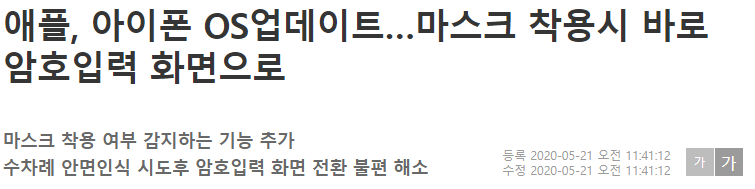 애플, 아이폰 OS업데이트...마스크 착용시 바로
암호입력 화면으로
마스크 착용 여부 감지하는 기능 추가
수차례 안면인식 시도후 암호입력 화면 전환 불편 해소
등록 2020-05-21 오전 11:41:12
수정 2020-05-21 오전 11:41:12
가 가